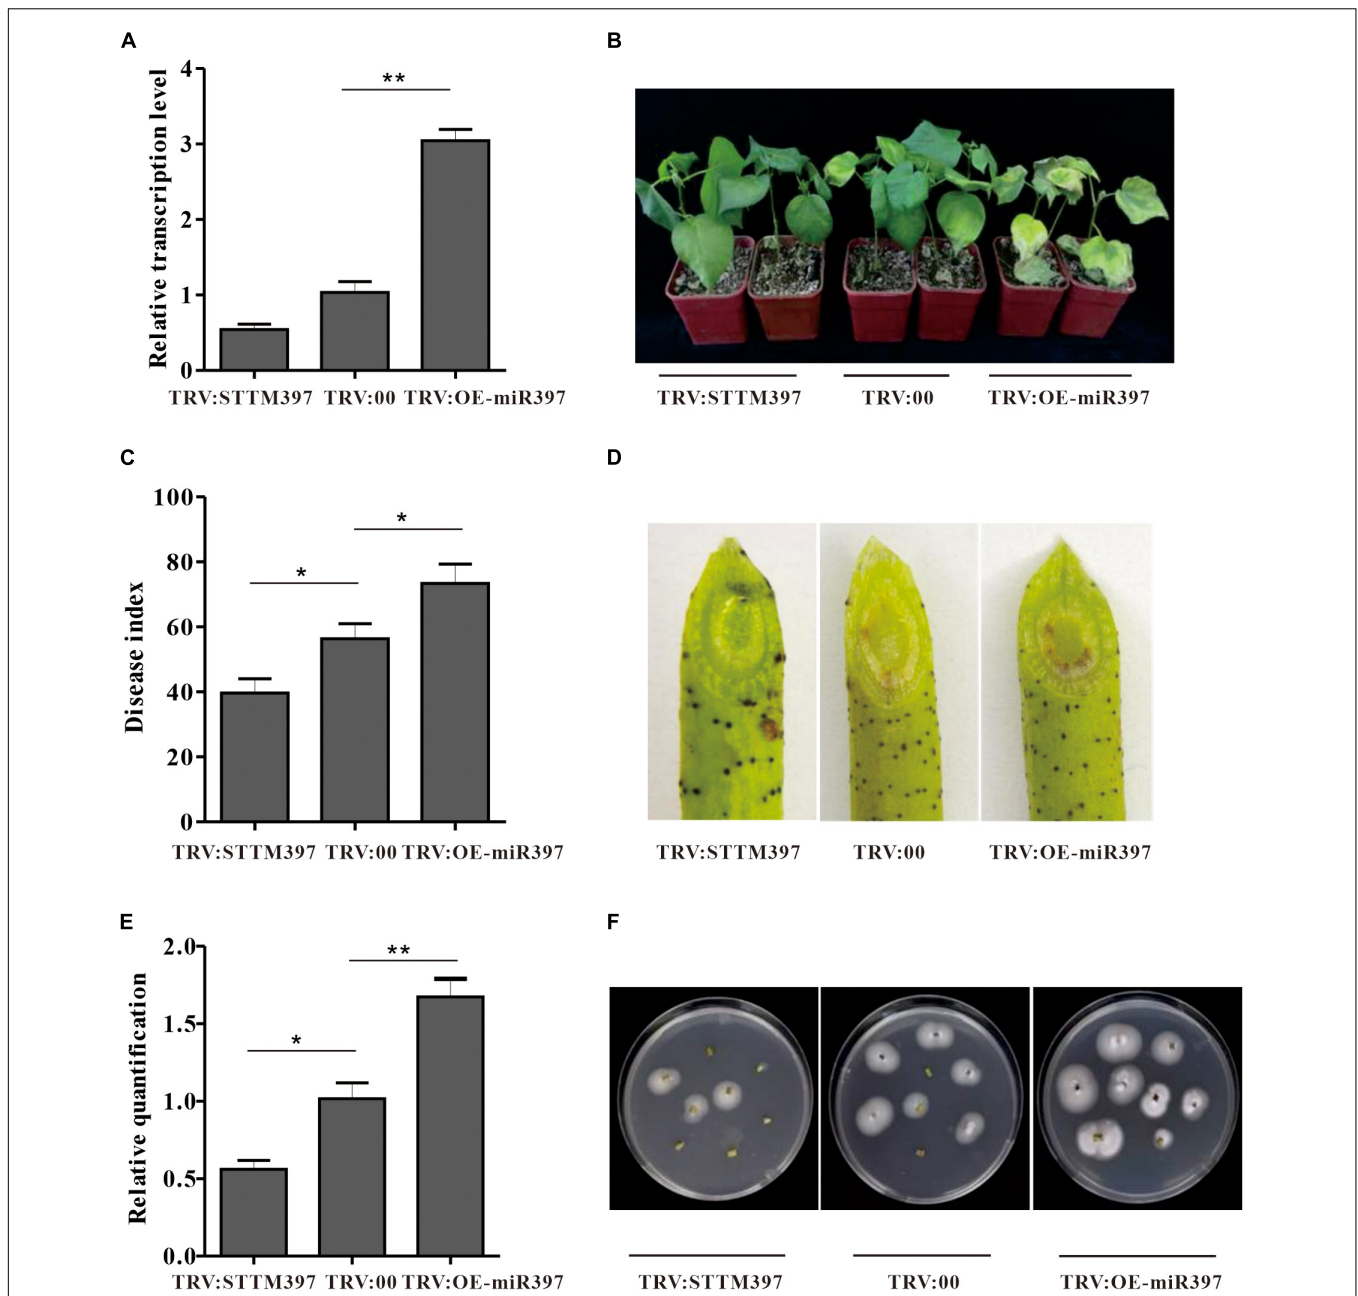 A
Relative transcription level
4
3
2
1
0
**
TRV:STTM397 TRV:00 TRV:OE-miR397
B
TRV:STTM397 TRV:00 TRV:OE-miR397
C
Disease index
100
80
60
40
20
0
*
*
TRV:STTM397 TRV:00 TRV:OE-miR397
D
TRV:STTM397 TRV:00 TRV:OE-miR397
E
Relative quantification
2.0
1.5
1.0
0.5
0.0
*
**
TRV:STTM397 TRV:00 TRV:OE-miR397
F
TRV:STTM397 TRV:00 TRV:OE-miR397